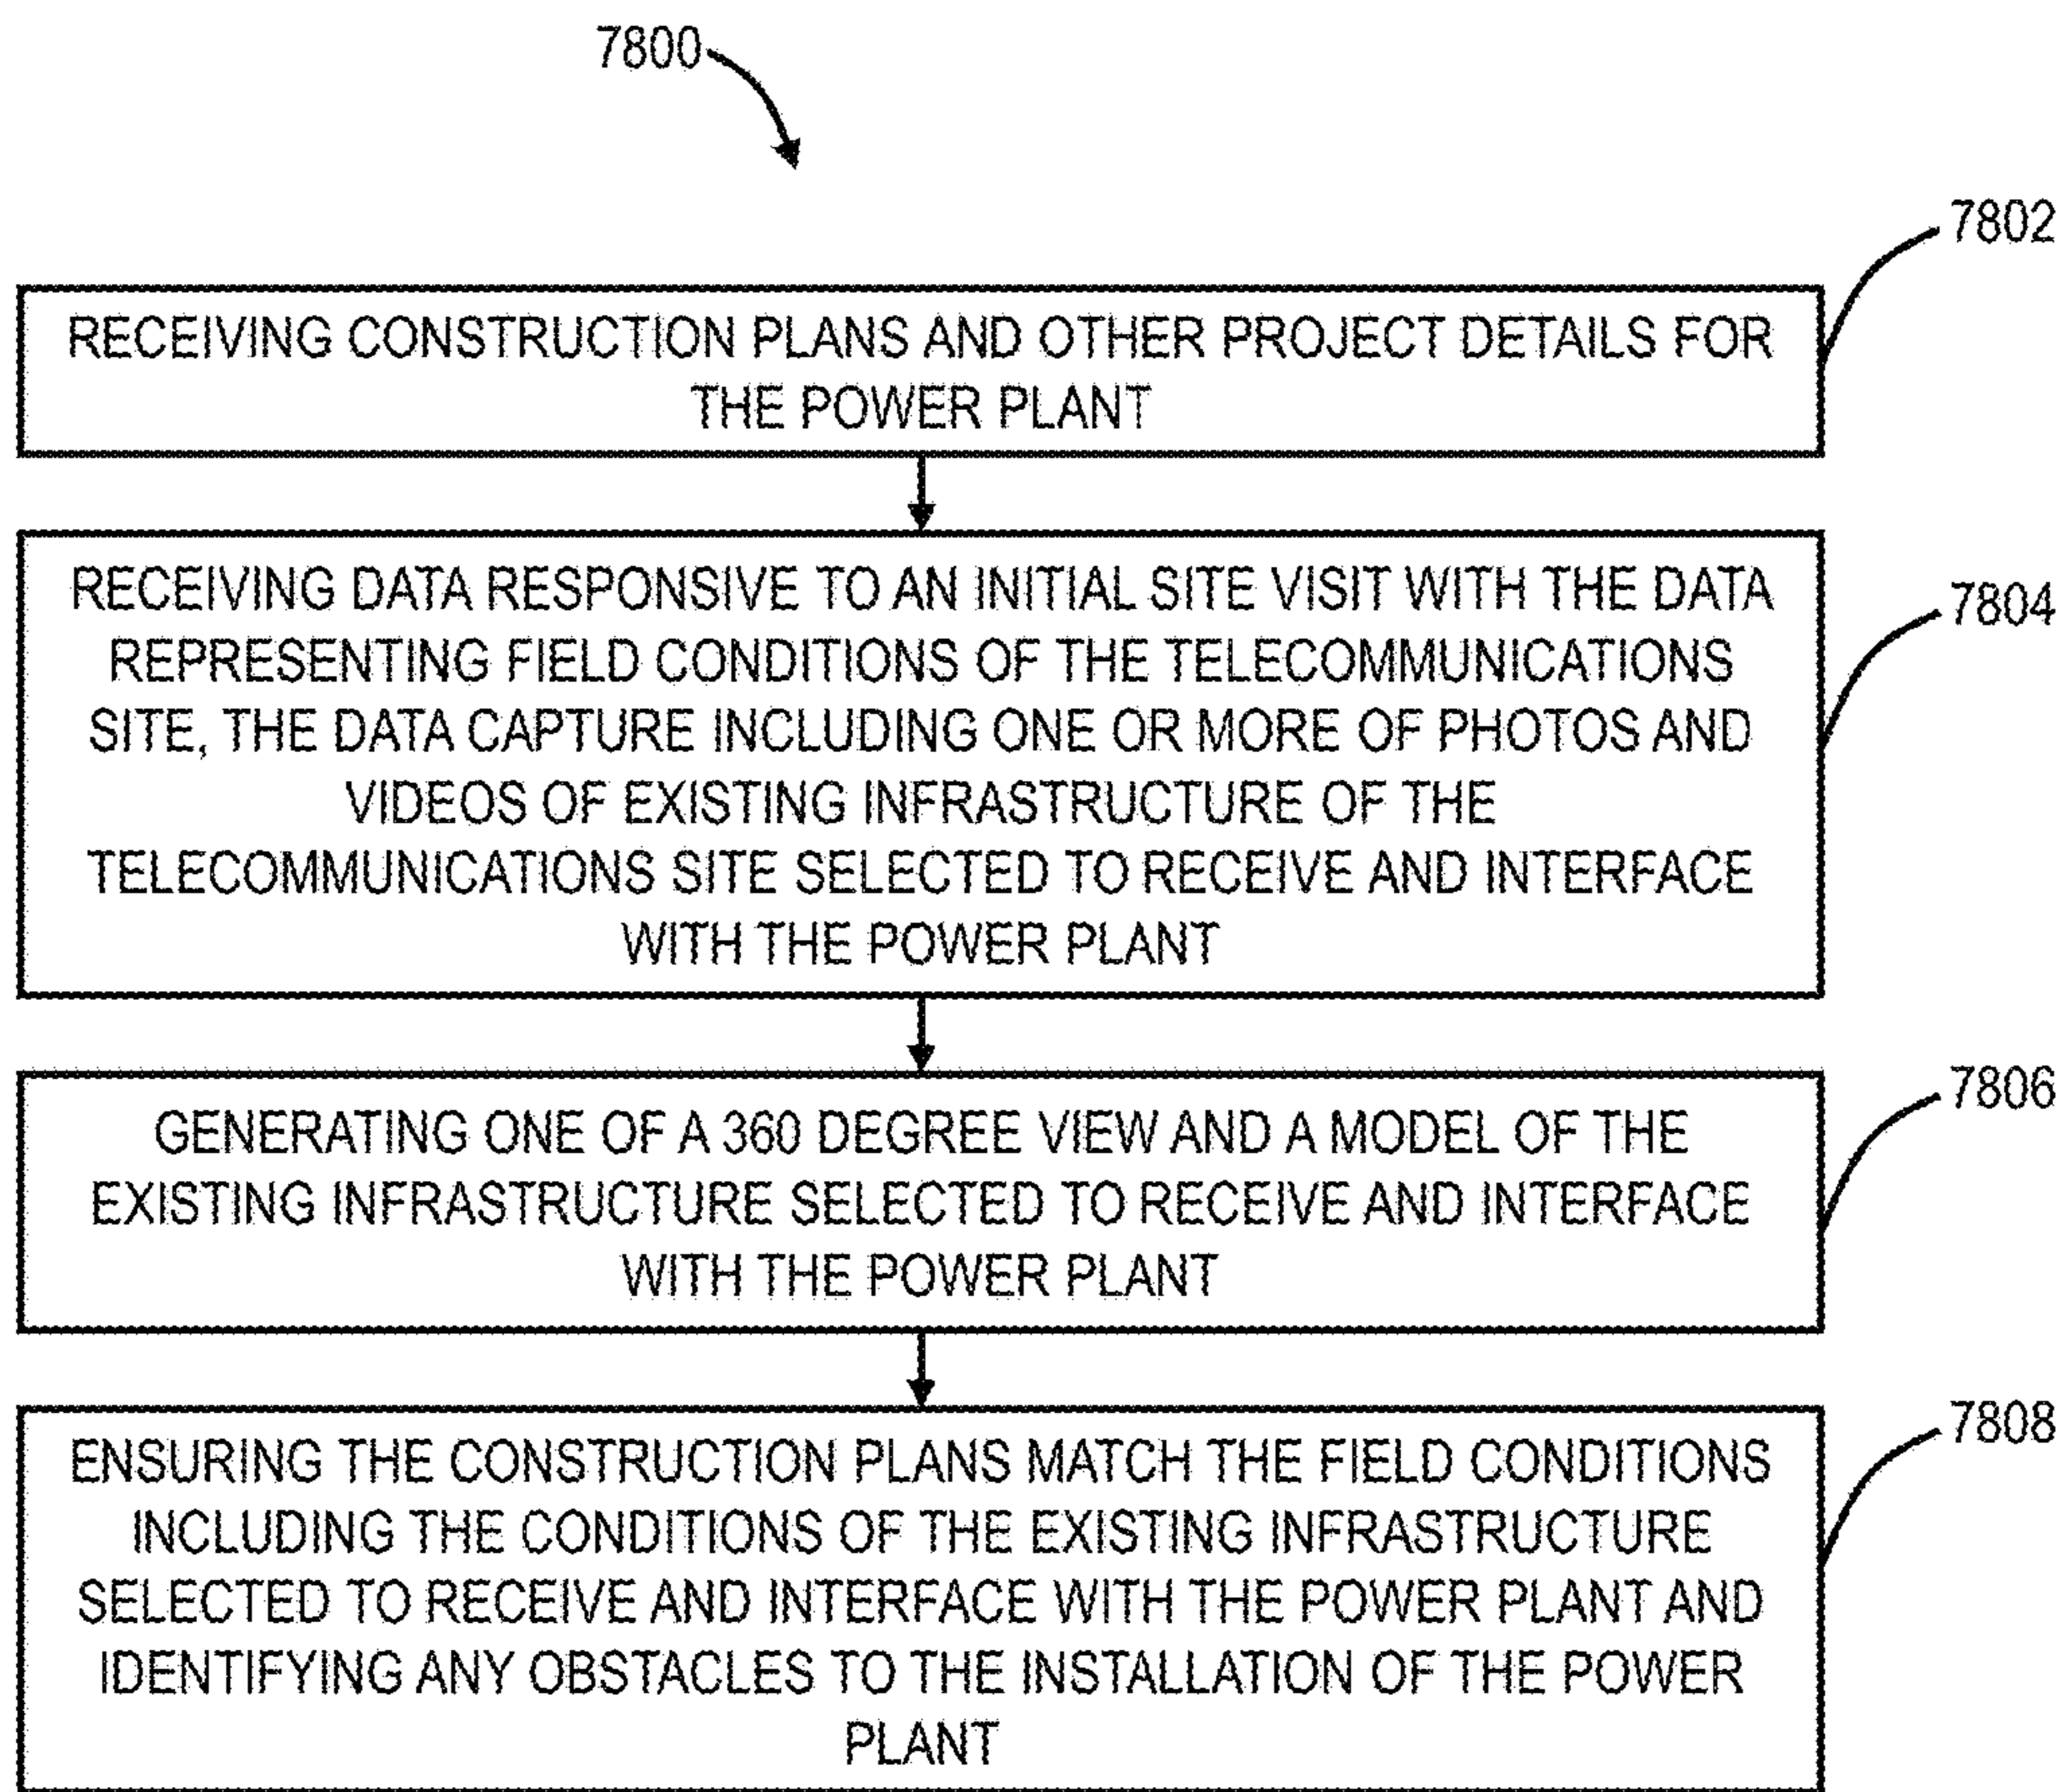 7800
7802
RECEIVING CONSTRUCTION PLANS AND OTHER PROJECT DETAILS FOR
THE POWER PLANT
7804
RECEIVING DATA RESPONSIVE TO AN INITIAL SITE VISIT WITH THE DATA
REPRESENTING FIELD CONDITIONS OF THE TELECOMMUNICATIONS
SITE, THE DATA CAPTURE INCLUDING ONE OR MORE OF PHOTOS AND
VIDEOS OF EXISTING INFRASTRUCTURE OF THE
TELECOMMUNICATIONS SITE SELECTED TO RECEIVE AND INTERFACE
WITH THE POWER PLANT
7806
GENERATING ONE OF A 360 DEGREE VIEW AND A MODEL OF THE
EXISTING INFRASTRUCTURE SELECTED TO RECEIVE AND INTERFACE
WITH THE POWER PLANT
7808
ENSURING THE CONSTRUCTION PLANS MATCH THE FIELD CONDITIONS
INCLUDING THE CONDITIONS OF THE EXISTING INFRASTRUCTURE
SELECTED TO RECEIVE AND INTERFACE WITH THE POWER PLANT AND
IDENTIFYING ANY OBSTACLES TO THE INSTALLATION OF THE POWER
PLANT